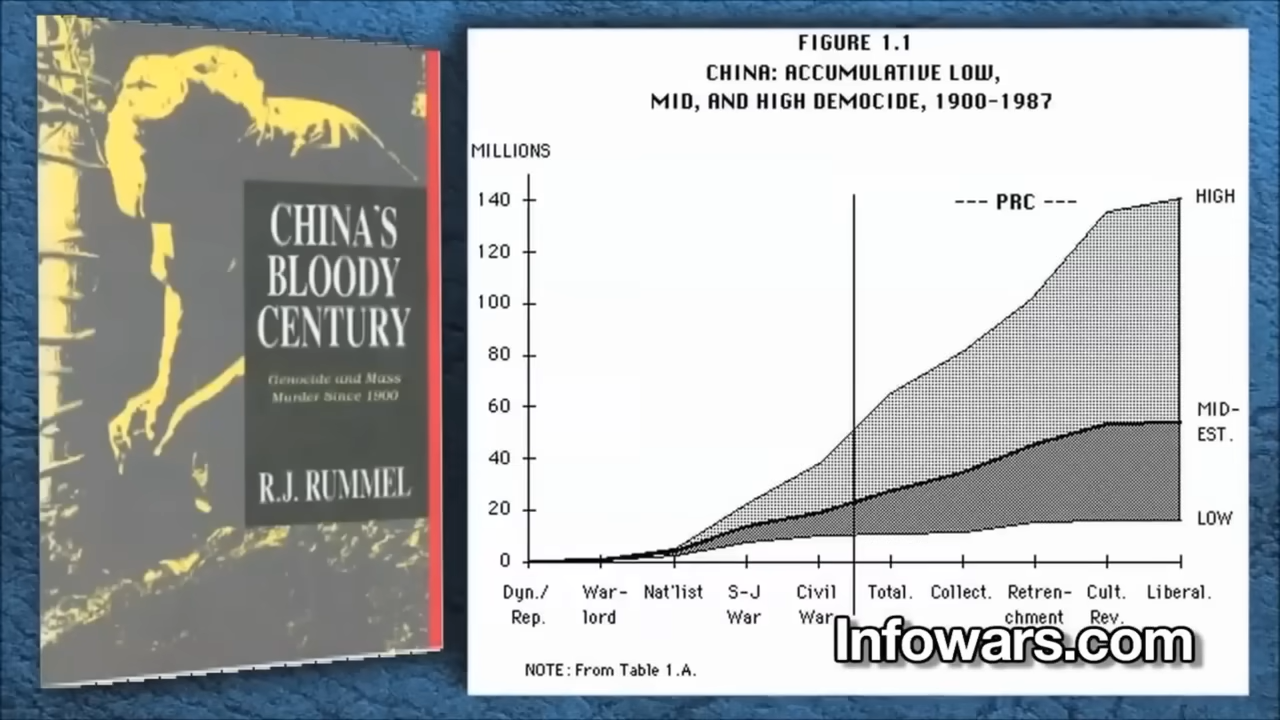 CHINA'S
BLOODY
CENTURY
Genocide and Mass
Murder Since 1900
R.J. RUMMEL
FIGURE 1.1
CHINA: ACCUMULATIVE LOW,
MID, AND HIGH DEMOCIDE, 1900-1987
MILLIONS
140
120
100
80
60
40
20
0
--- PRC ---
HIGH
MID-
EST.
LOW
Dyn./ War- Nat'list S-J Civil Total. Collect. Retren- Cult. Liberal.
Rep. lord War War chment Rev.
NOTE: From Table 1.A.
Infowars.com